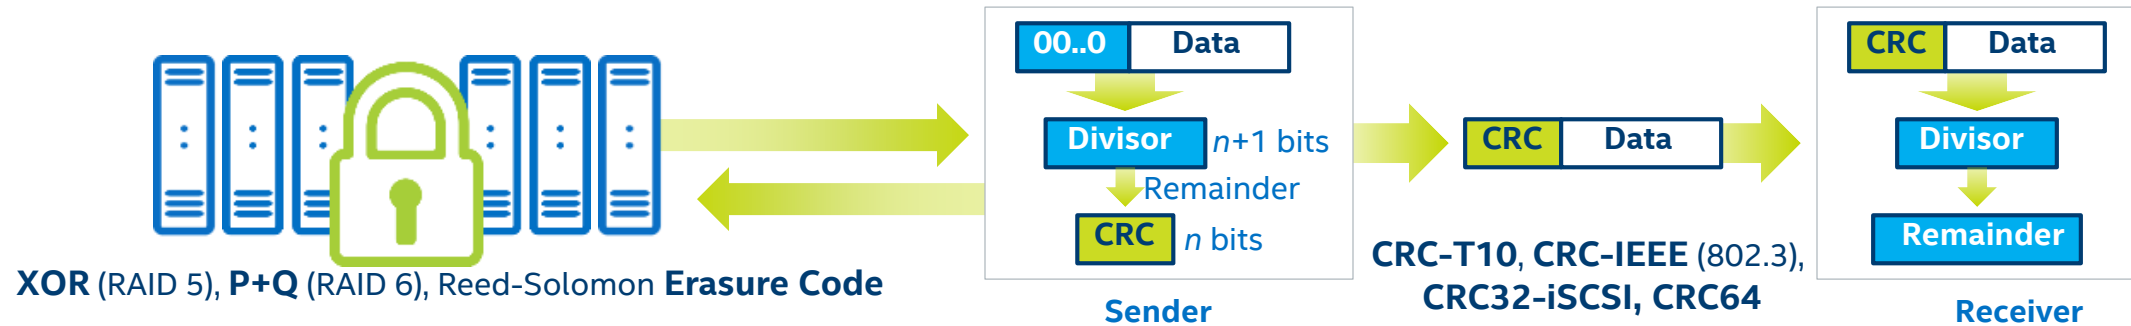 XOR (RAID 5), P+Q (RAID 6), Reed-Solomon Erasure Code
00..0 Data
Divisor n+1 bits
Remainder
CRC n bits
Sender
CRC Data
CRC-T10, CRC-IEEE (802.3),
CRC32-iSCSI, CRC64
CRC Data
Divisor
Remainder
Receiver